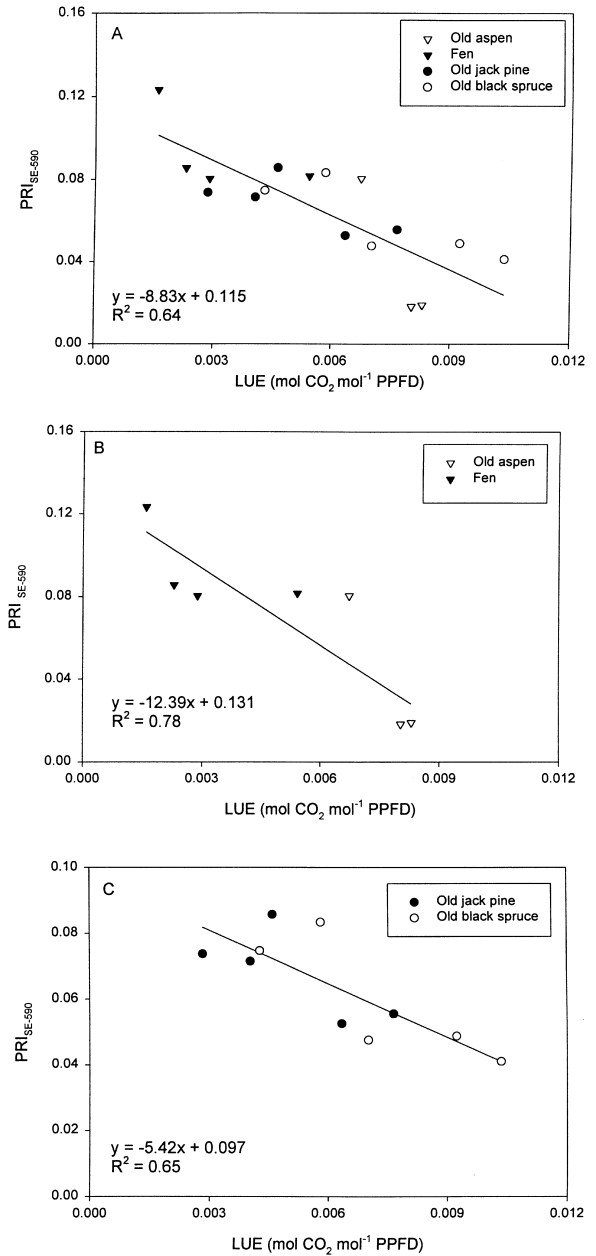 A
Old aspen
Fen
Old jack pine
Old black spruce
0.16
0.12
0.08
0.04
0.00
PRI SE-590
y = -8.83x + 0.115
R² = 0.64
0.000 0.003 0.006 0.009 0.012
LUE (mol CO₂ mol⁻¹ PPFD)
B
Old aspen
Fen
0.16
0.12
0.08
0.04
0.00
PRI SE-590
y = -12.39x + 0.131
R² = 0.78
0.000 0.003 0.006 0.009 0.012
LUE (mol CO₂ mol⁻¹ PPFD)
C
Old jack pine
Old black spruce
0.10
0.08
0.06
0.04
0.02
0.00
PRI SE-590
y = -5.42x + 0.097
R² = 0.65
0.000 0.003 0.006 0.009 0.012
LUE (mol CO₂ mol⁻¹ PPFD)